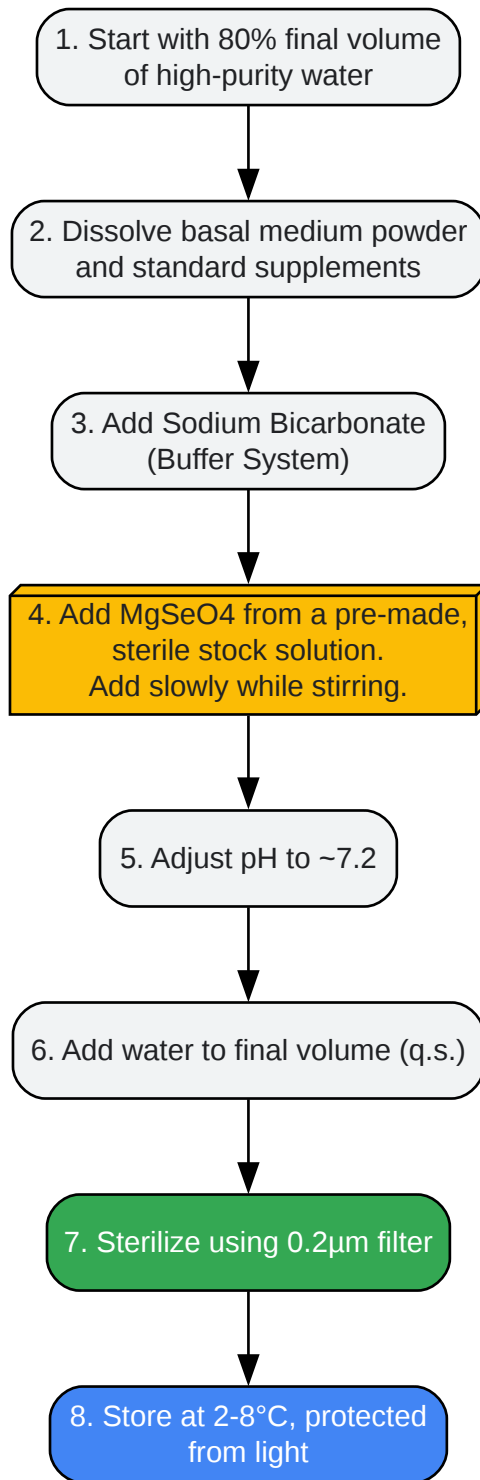 1. Start with 80% final volume
of high-purity water
2. Dissolve basal medium powder
and standard supplements
3. Add Sodium Bicarbonate
(Buffer System)
4. Add MgSeO4 from a pre-made,
sterile stock solution.
Add slowly while stirring.
5. Adjust pH to ~7.2
6. Add water to final volume (q.s.)
7. Sterilize using 0.2µm filter
8. Store at 2-8°C, protected
from light